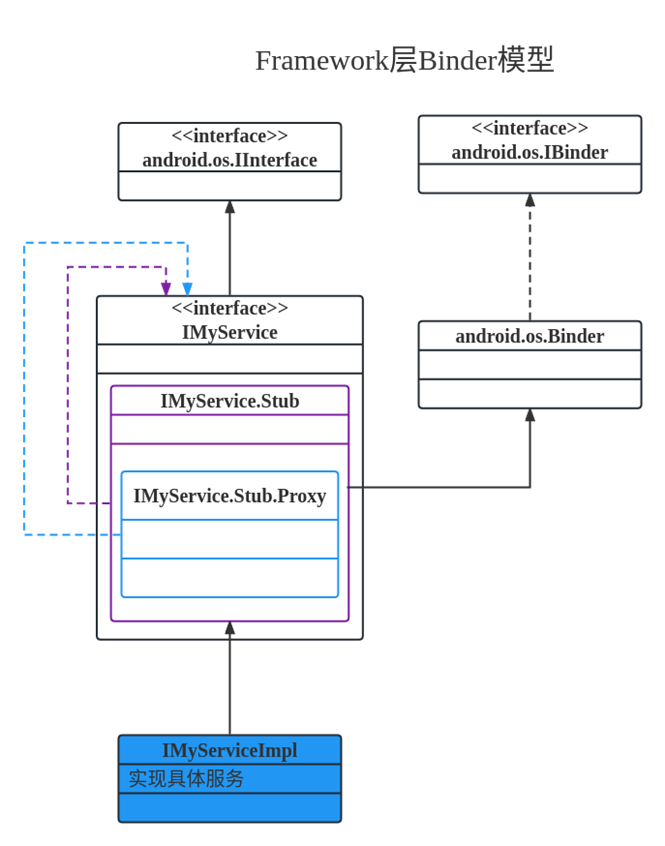 Framework层Binder模型
<<interface>>
android.os.IInterface
<<interface>>
android.os.IBinder
<<interface>>
IMyService
android.os.Binder
IMyService.Stub
IMyService.Stub.Proxy
IMyServiceImpl
实现具体服务